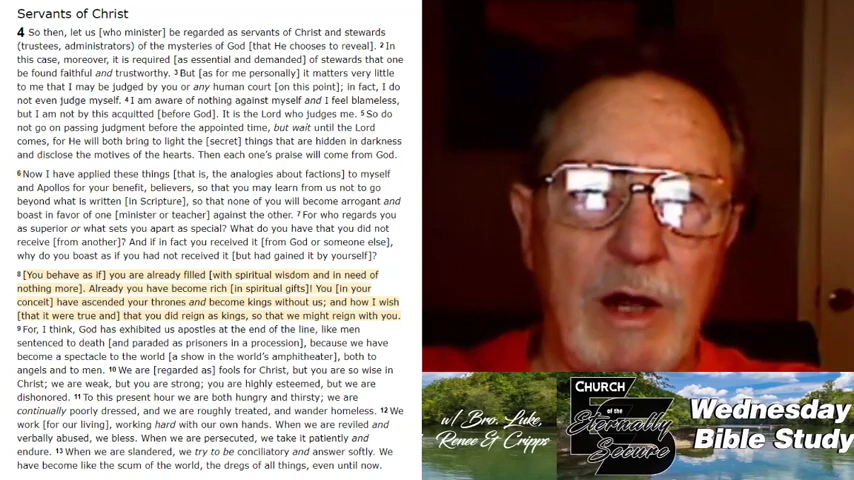 Servants of Christ
4 So then, let us [who minister] be regarded as servants of Christ and stewards
(trustees, administrators) of the mysteries of God [that He chooses to reveal]. 2 In
this case, moreover, it is required [as essential and demanded] of stewards that one
be found faithful and trustworthy. 3 But [as for me personally] it matters very little
to me that I may be judged by you or any human court [on this point]; in fact, I do
not even judge myself. 4 I am aware of nothing against myself and I feel blameless,
but I am not by this acquitted [before God]. It is the Lord who judges me. 5 So do
not go on passing judgment before the appointed time, but wait until the Lord
comes, for He will both bring to light the [secret] things that are hidden in darkness
and disclose the motives of the hearts. Then each one's praise will come from God.
6 Now I have applied these things [that is, the analogies about factions] to myself
and Apollos for your benefit, believers, so that you may learn from us not to go
beyond what is written [in Scripture], so that none of you will become arrogant and
boast in favor of one [minister or teacher] against the other. 7 For who regards you
as superior or what sets you apart as special? What do you have that you did not
receive [from another]? And if in fact you received it [from God or someone else],
why do you boast as if you had not received it [but had gained it by yourself]?
8 [You behave as if] you are already filled [with spiritual wisdom and in need of
nothing more]. Already you have become rich [in spiritual gifts]! You [in your
conceit] have ascended your thrones and become kings without us; and how I wish
[that it were true and] that you did reign as kings, so that we might reign with you.
9 For, I think, God has exhibited us apostles at the end of the line, like men
sentenced to death [and paraded as prisoners in a procession], because we have
become a spectacle to the world [a show in the world's amphitheater], both to
angels and to men. 10 We are [regarded as] fools for Christ, but you are so wise in
Christ; we are weak, but you are strong; you are highly esteemed, but we are
dishonored. 11 To this present hour we are both hungry and thirsty; we are
continually poorly dressed, and we are roughly treated, and wander homeless. 12 We
work [for our living], working hard with our own hands. When we are reviled and
verbally abused, we bless. When we are persecuted, we take it patiently and
endure. 13 When we are slandered, we try to be conciliatory and answer softly. We
have become like the scum of the world, the dregs of all things, even until now.
w/ Bro. Luke,
Renee & Cripps
CHURCH
of the
Eternally
Secure
Wednesday
Bible Study